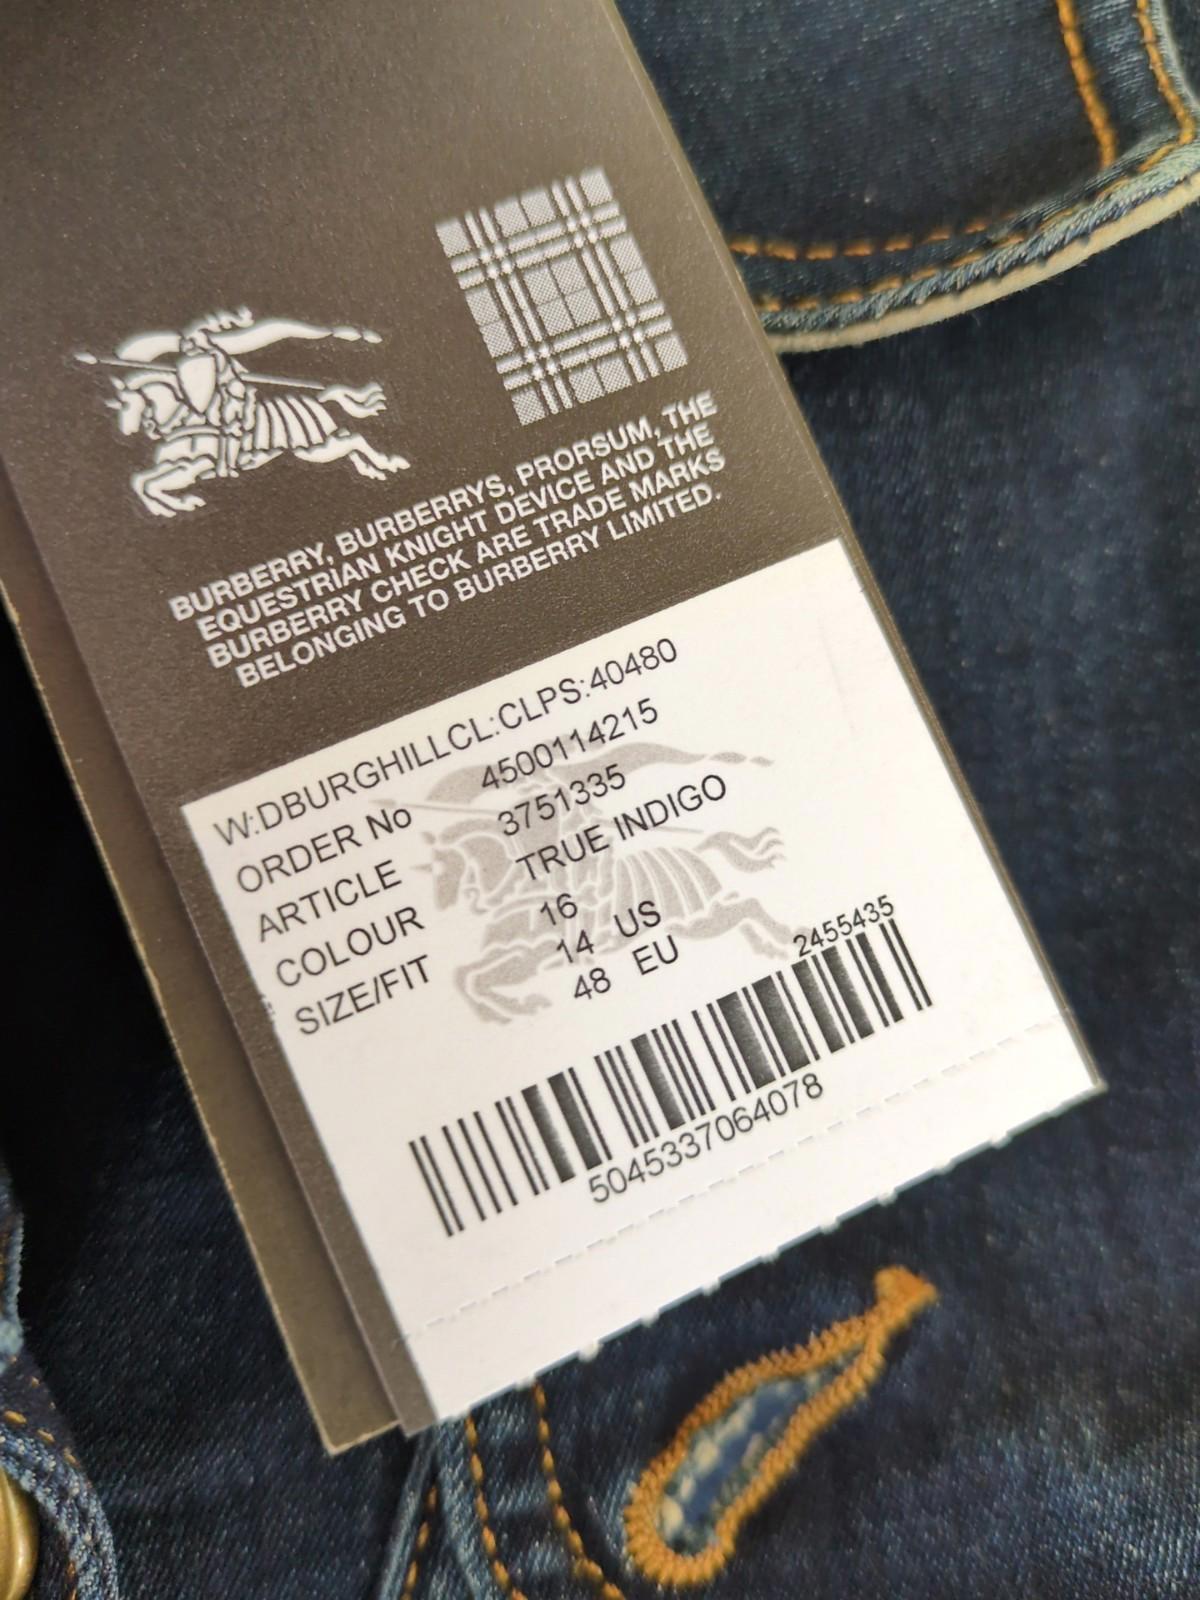 BURBERRY, BURBERRYS, PRORSUM, THE
EQUESTRIAN KNIGHT DEVICE AND THE
BURBERRY CHECK ARE TRADE MARKS
BELONGING TO BURBERRY LIMITED.
W:DBURGHILLCL:CLPS:40480
ORDER No 4500114215
ARTICLE 3751335
COLOUR TRUE INDIGO
SIZE/FIT 16
14 US
48 EU
2455435
5045337064078